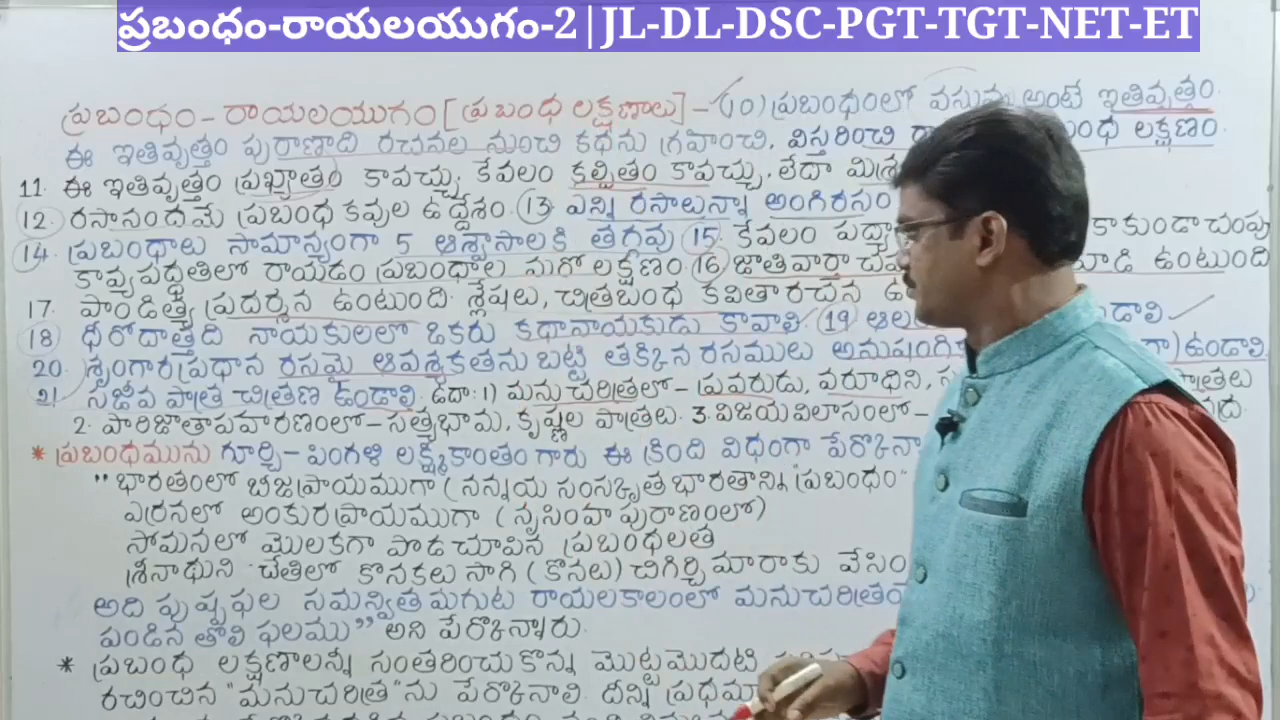 ప్రబంధం-రాయలయుగం-2|JL-DL-DSC-PGT-TGT-NET-ET
ప్రబంధం - రాయలయుగం [ప్రబంధ లక్షణాలు] - (10) ప్రబంధంలో వస్తువు అంటే ఇతివృత్తం.
ఈ ఇతివృత్తం పురాణాది రచనల నుంచి కథను గ్రహించి, విస్తరించి బంధ లక్షణం.
11. ఈ ఇతివృత్తం ప్రఖ్యాతం కావచ్చు. కేవలం కల్పితం కావచ్చు. లేదా
12. రసానందమే ప్రబంధ కవుల ఉద్దేశం. 13 ఎన్ని రసాలున్నా అంగిరసం
14. ప్రబంధాలు సామాన్యంగా 5 ఆశ్వాసాలకి తగ్గవు 15. కేవలం కాకుండా చంపు
కావ్య పద్ధతిలో రాయడం ప్రబంధాల మరో లక్షణం. 16 జాతివార్తా ఉంటుంది
17. పాండిత్య ప్రదర్శన ఉంటుంది. శ్లేషలు, చిత్రబంధ కవితా రచన
18 ధీరోదాత్తాది నాయకులలో ఒకరు కథానాయకుడు కావాలి. 19
20. శృంగారప్రధాన రసమై ఆవశ్యకతను బట్టి తక్కిన రసములు గా) ఉండాలి
21 సజీవ పాత్ర చిత్రణ ఉండాలి. ఉదా: 1) మనుచరిత్రలో - ప్రవరుడు, వరూధిని, పాత్రలు
2. పారిజాతాపహరణంలో - సత్యభామ, కృష్ణుల పాత్రలు. 3. విజయవిలాసంలో -
* ప్రబంధమును గూర్చి - పింగళి లక్ష్మీకాంతం గారు ఈ క్రింది విధంగా
"భారతంలో బీజప్రాయముగా (నన్నయ సంస్కృత భారతాన్ని "ప్రబంధం"
ఎర్రనలో అంకురప్రాయముగా (నృసింహ పురాణంలో)
సోమనలో మొలకగా పొడ చూపిన ప్రబంధలత
శ్రీనాథుని చేతిలో కొనకలు సాగి (కొనలు) చిగిర్చి మారాకు
అది పుష్పఫల సమన్వితమగుట రాయలకాలంలో
పండిన తొలి ఫలము" అని పేర్కొన్నారు.
* ప్రబంధ లక్షణాలన్నీ సంతరించుకొన్న మొట్టమొదటి
రచించిన "మనుచరిత్ర"ను పేర్కొనాలి. దీన్ని